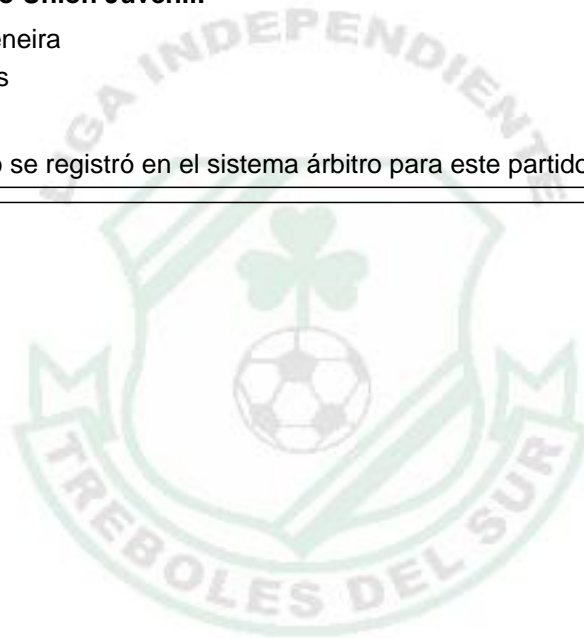 Unión Juvenil.
eneira
s
se registró en el sistema árbitro para este partido
LIGA INDEPENDIENTE
TREBOLES DEL SUR